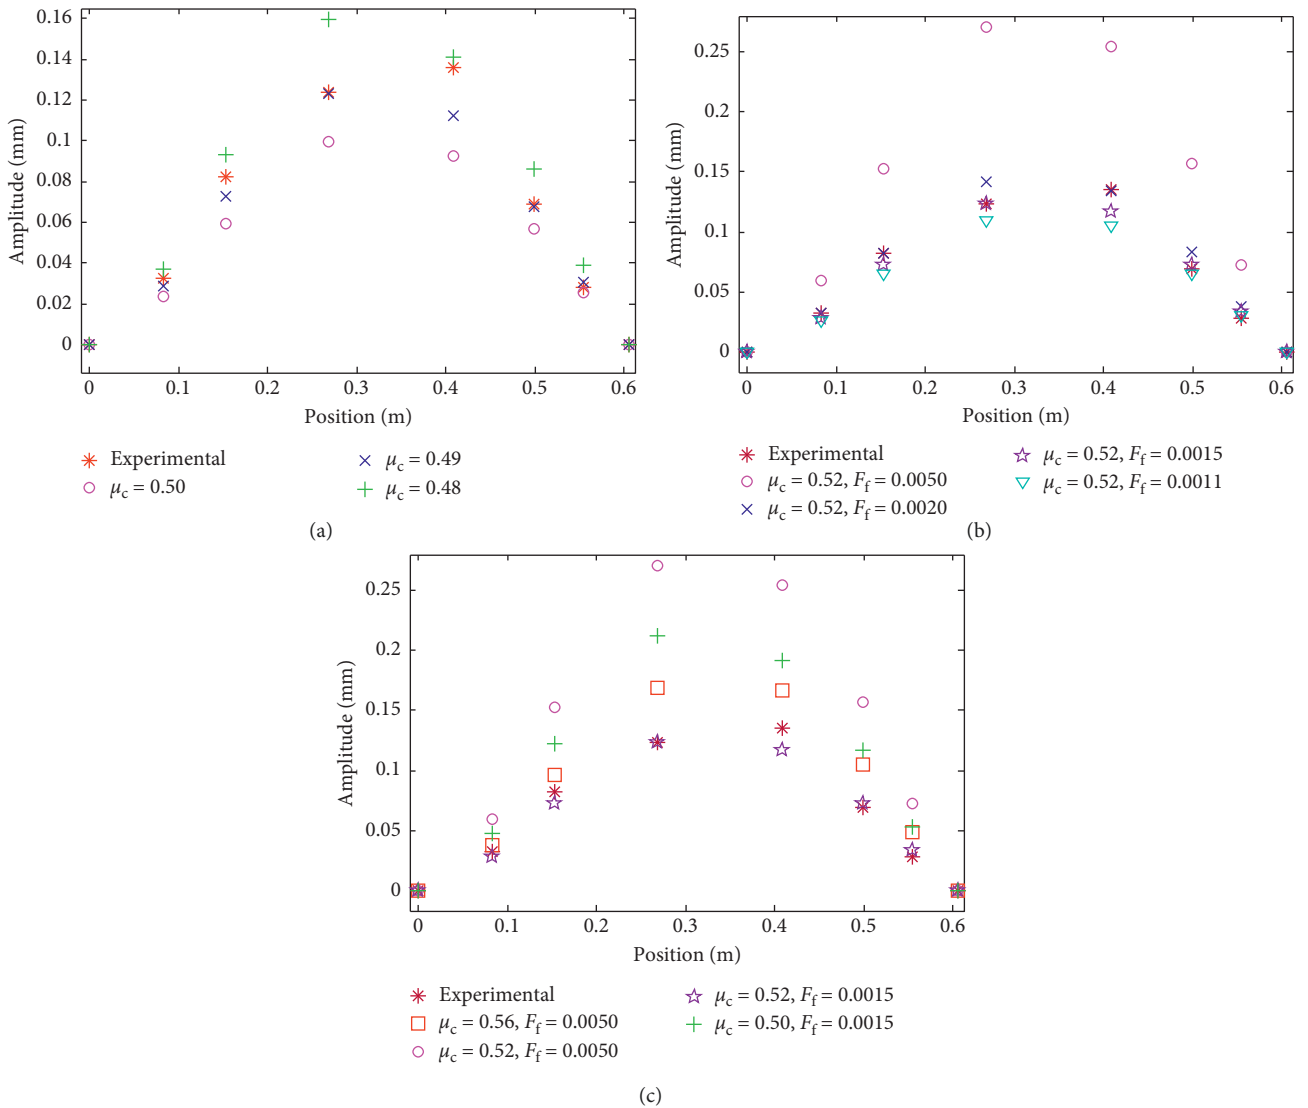 0.16
0.14
0.12
0.1
0.08
0.06
0.04
0.02
0
Amplitude (mm)
0 0.1 0.2 0.3 0.4 0.5 0.6
Position (m)
Experimental
μc = 0.50
μc = 0.49
μc = 0.48
(a)
0.25
0.2
0.15
0.1
0.05
0
Amplitude (mm)
0 0.1 0.2 0.3 0.4 0.5 0.6
Position (m)
Experimental
μc = 0.52, Ff = 0.0050
μc = 0.52, Ff = 0.0020
μc = 0.52, Ff = 0.0015
μc = 0.52, Ff = 0.0011
(b)
0.25
0.2
0.15
0.1
0.05
0
Amplitude (mm)
0 0.1 0.2 0.3 0.4 0.5 0.6
Position (m)
Experimental
μc = 0.56, Ff = 0.0050
μc = 0.52, Ff = 0.0050
μc = 0.52, Ff = 0.0015
μc = 0.50, Ff = 0.0015
(c)